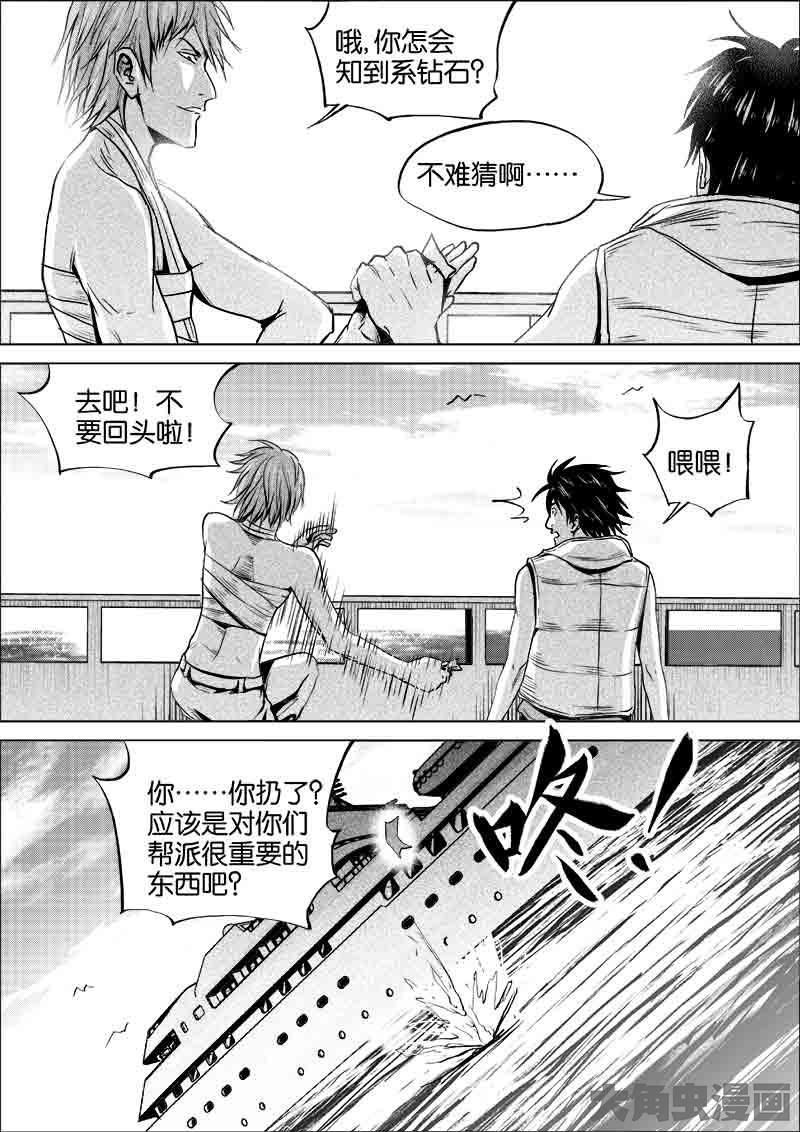 哦,你怎会
知到系钻石?
不难猜啊……
去吧!不
要回头啦!
喂喂!
你……你扔了?
应该是对你们
帮派很重要的
东西吧?
咚!
大角虫漫画